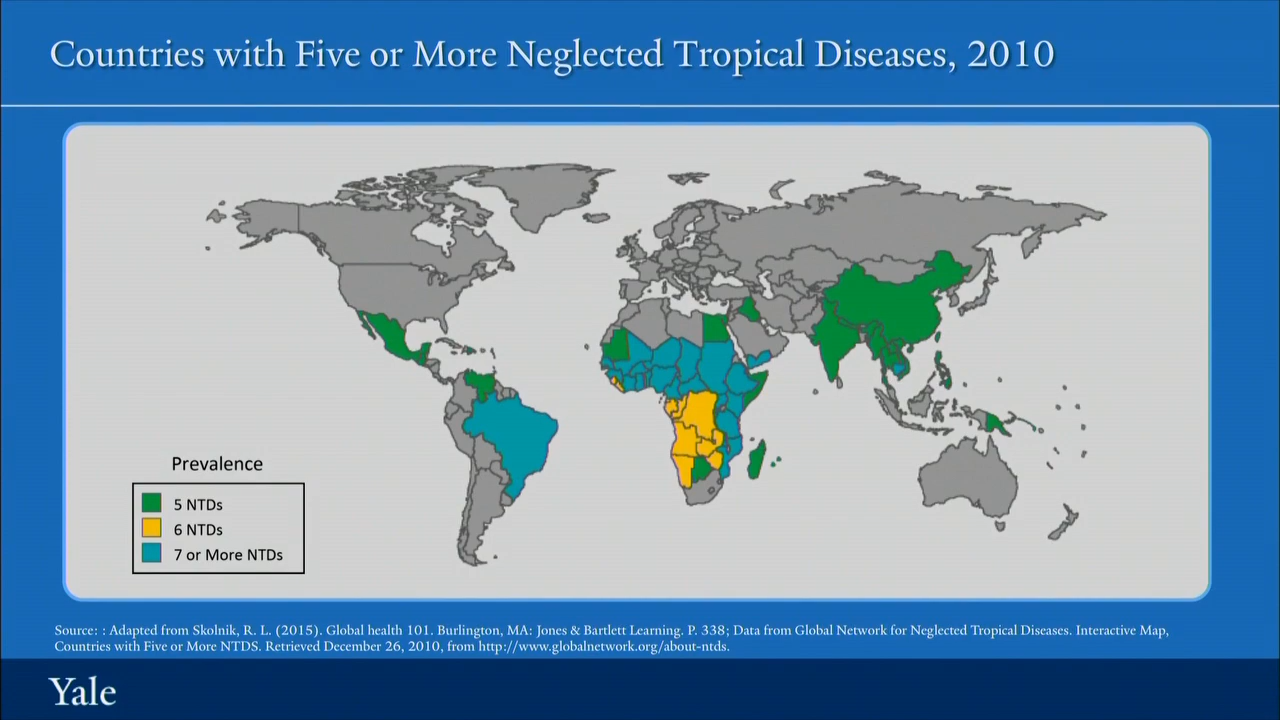 Countries with Five or More Neglected Tropical Diseases, 2010
Prevalence
5 NTDs
6 NTDs
7 or More NTDs
Source: : Adapted from Skolnik, R. L. (2015). Global health 101. Burlington, MA: Jones & Bartlett Learning. P. 338; Data from Global Network for Neglected Tropical Diseases. Interactive Map,
Countries with Five or More NTDS. Retrieved December 26, 2010, from http://www.globalnetwork.org/about-ntds.
Yale